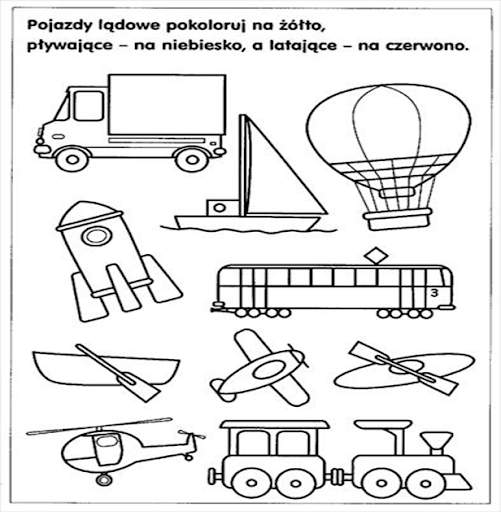 Pojazdy lądowe pokoloruj na żółto,
pływające – na niebiesko, a latające – na czerwono.
3